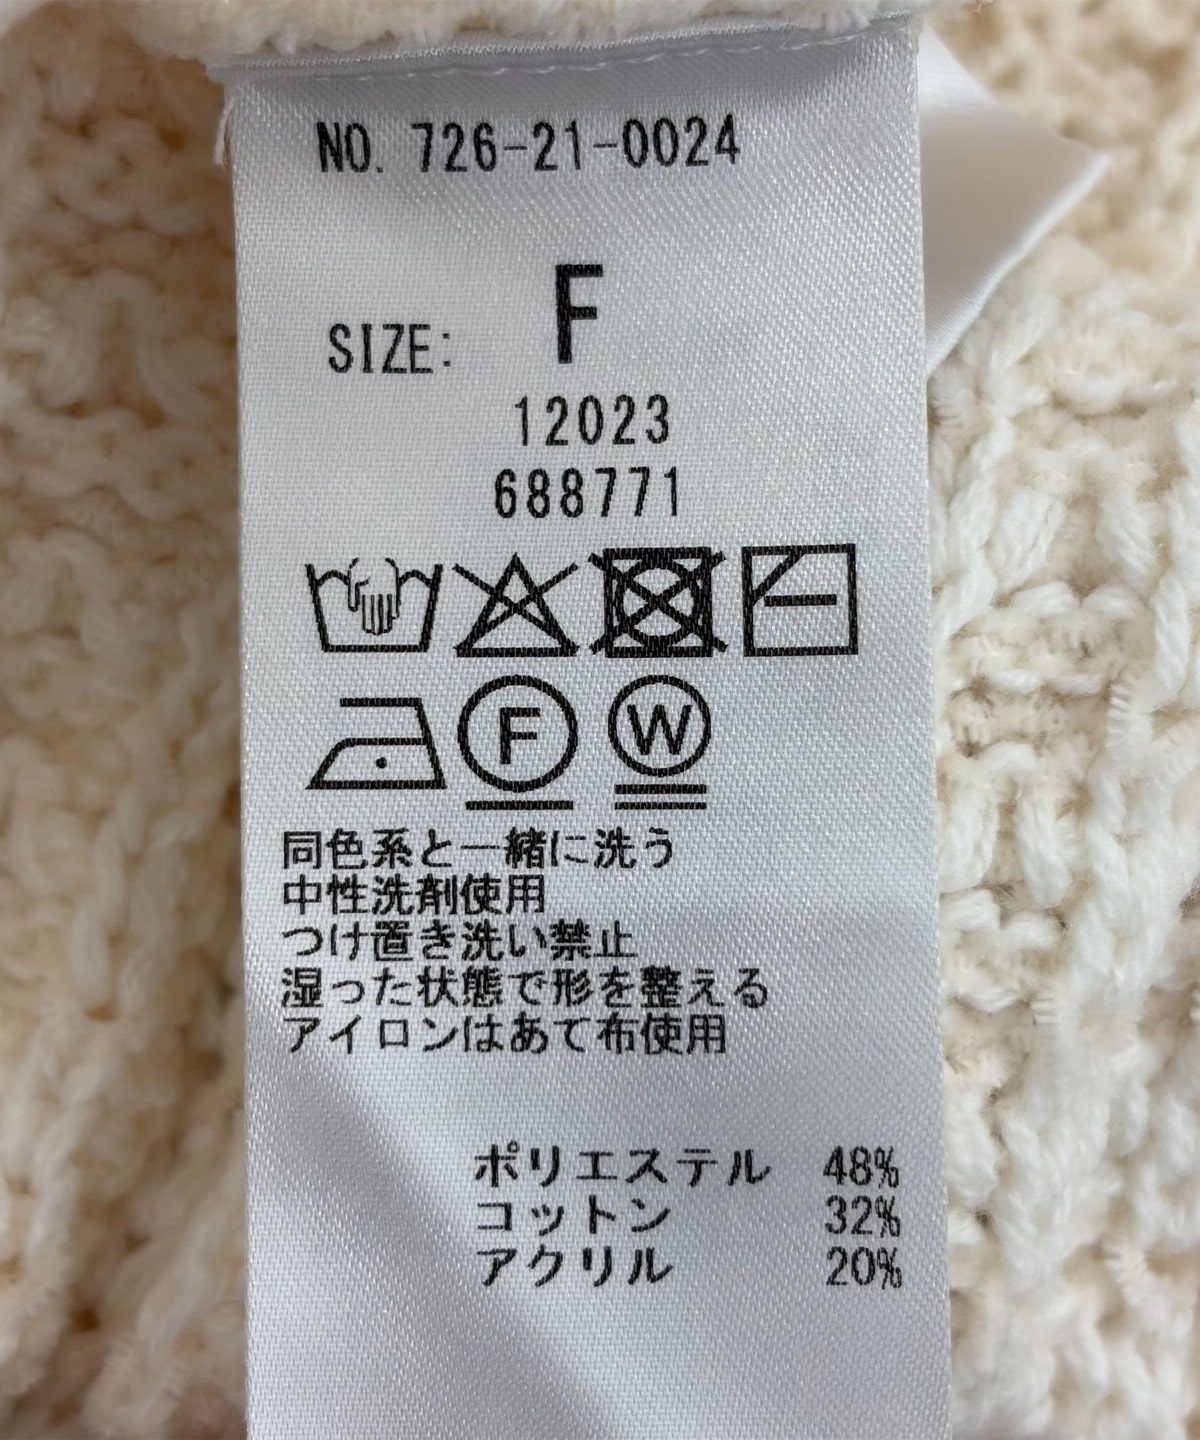 NO. 726-21-0024
SIZE: F
12023
688771
F W
同色系と一緒に洗う
中性洗剤使用
つけ置き洗い禁止
湿った状態で形を整える
アイロンはあて布使用
ポリエステル 48%
コットン 32%
アクリル 20%